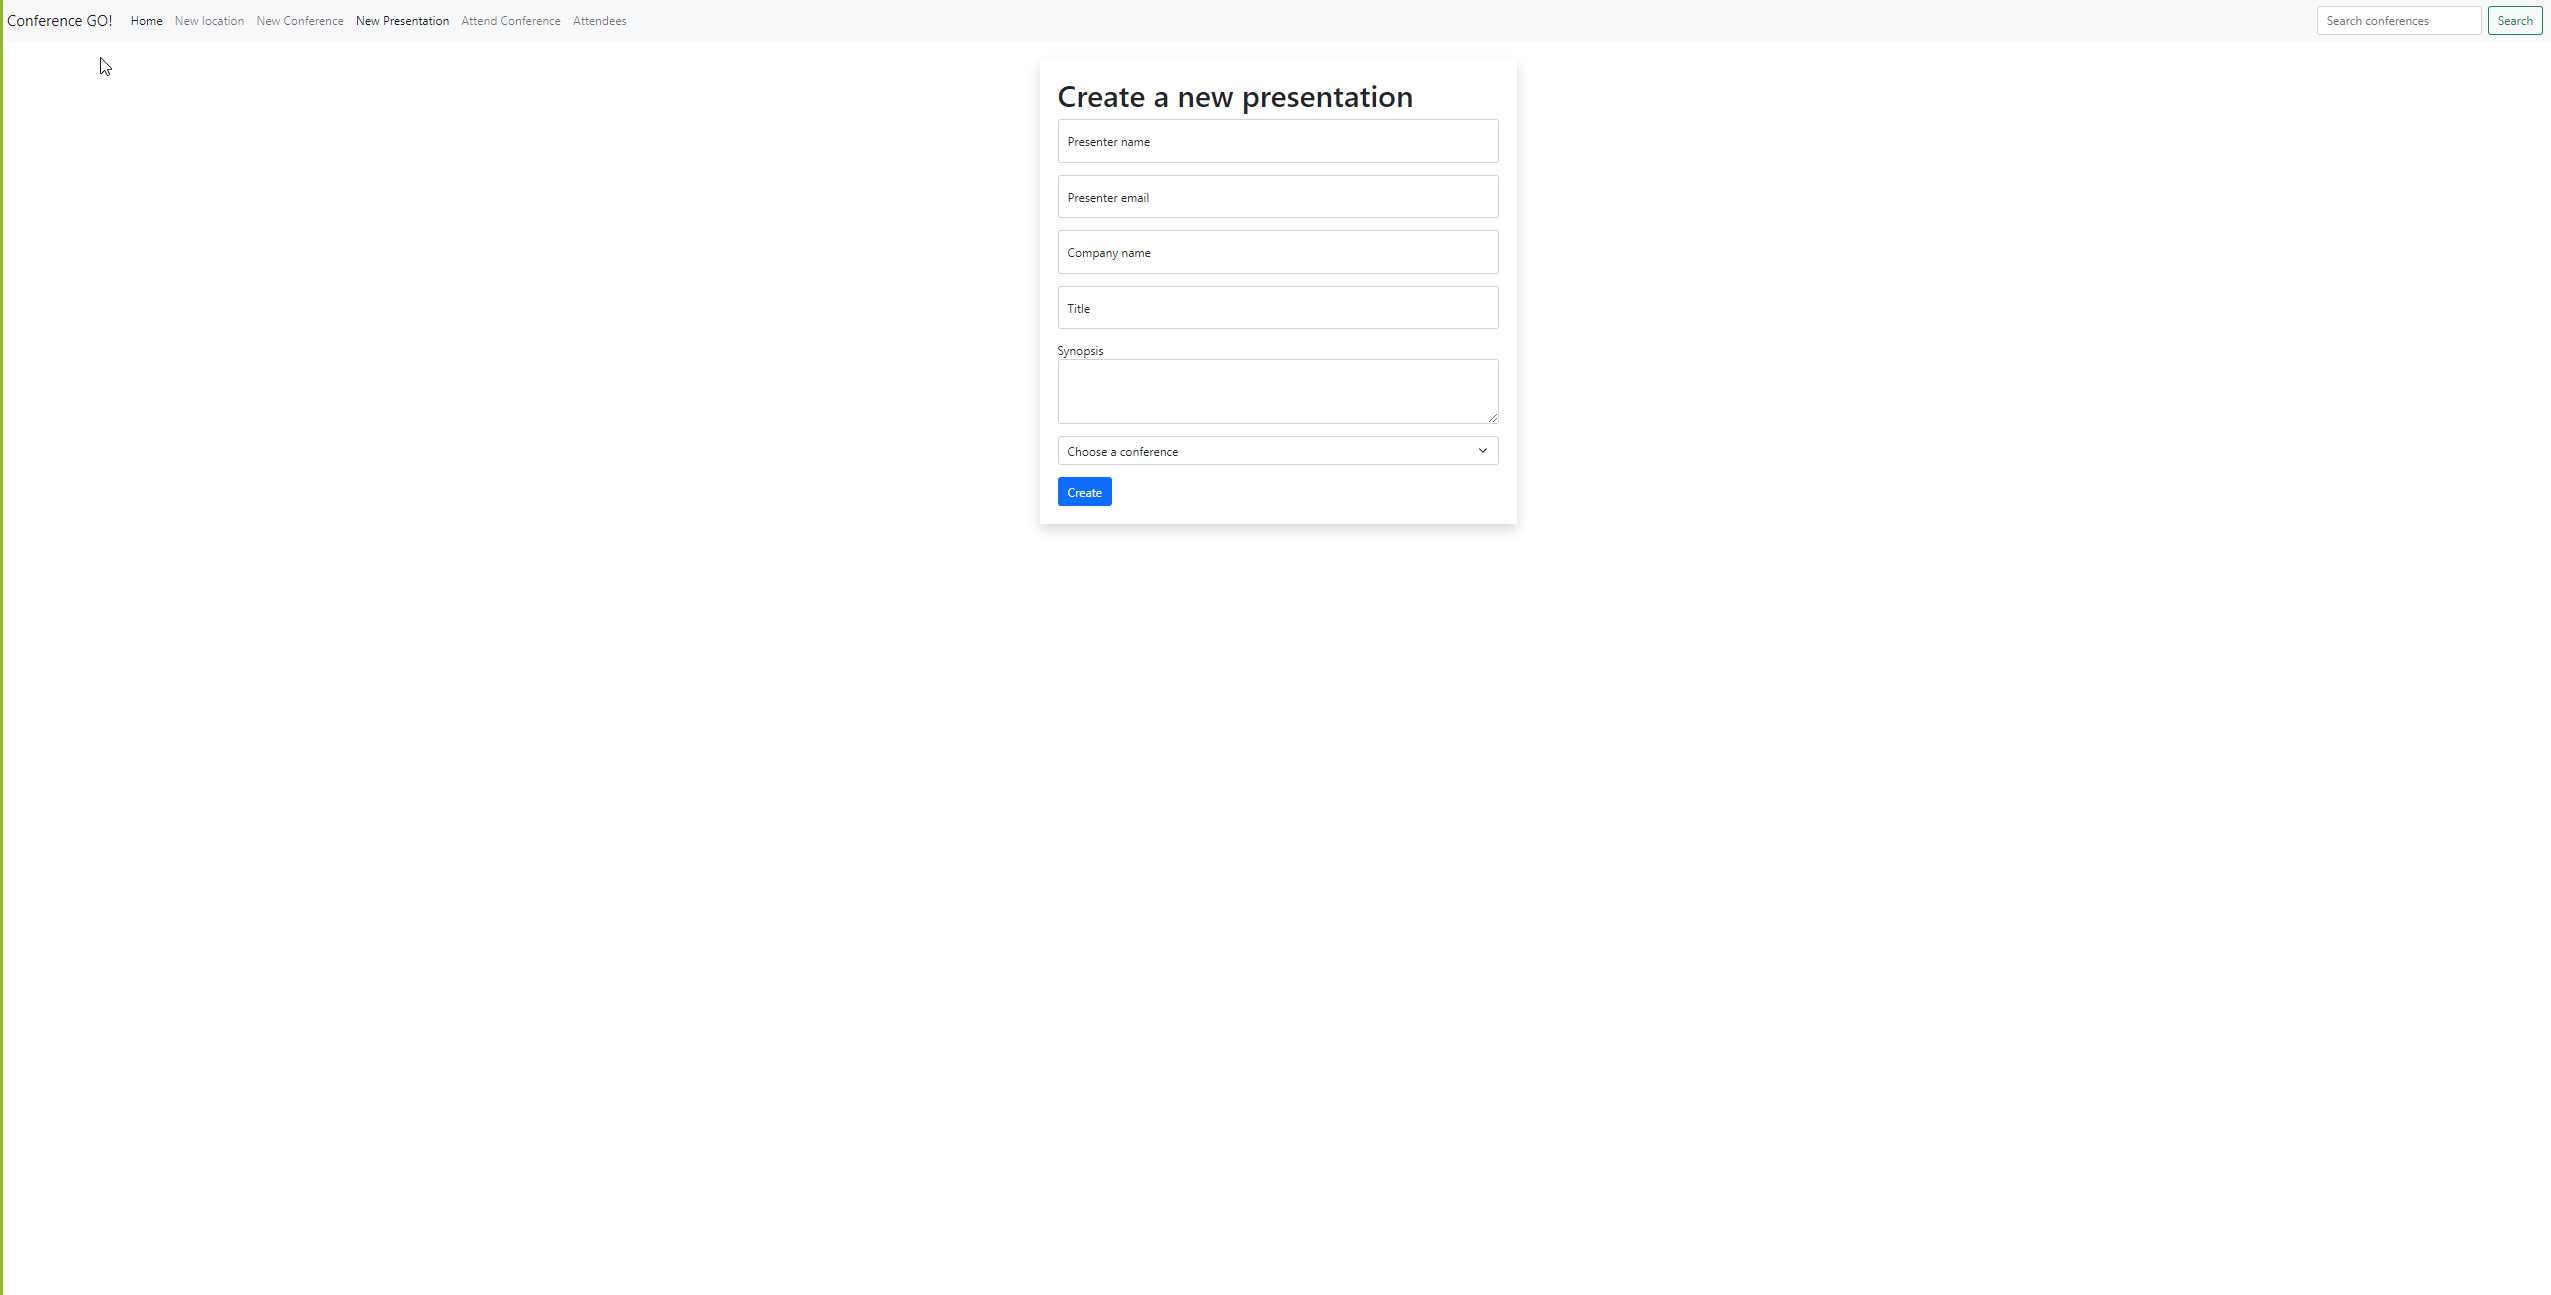 Conference GO! Home New location New Conference New Presentation Attend Conference Attendees Search conferences Search
Create a new presentation
Presenter name
Presenter email
Company name
Title
Synopsis
Choose a conference
Create